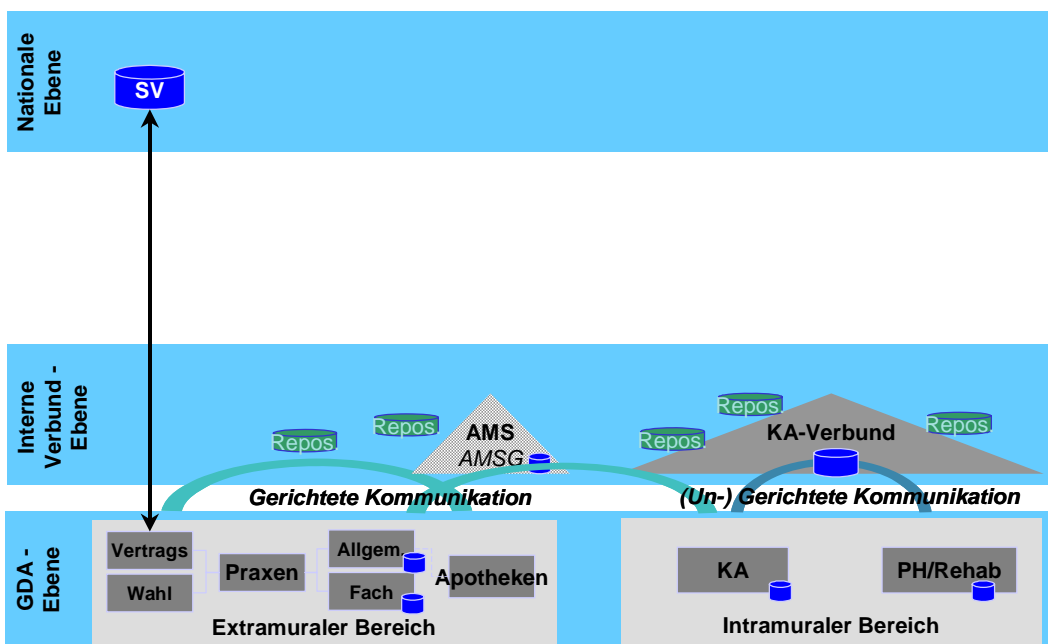 Nationale
Ebene
SV
Interne
Verbund -
Ebene
Repos.
Repos.
AMS
AMSG
Repos.
Repos.
Repos.
KA-Verbund
Gerichtete Kommunikation
(Un-) Gerichtete Kommunikation
GDA -
Ebene
Vertrags
Wahl
Praxen
Allgem.
Fach
Apotheken
Extramuraler Bereich
KA
PH/Rehab
Intramuraler Bereich